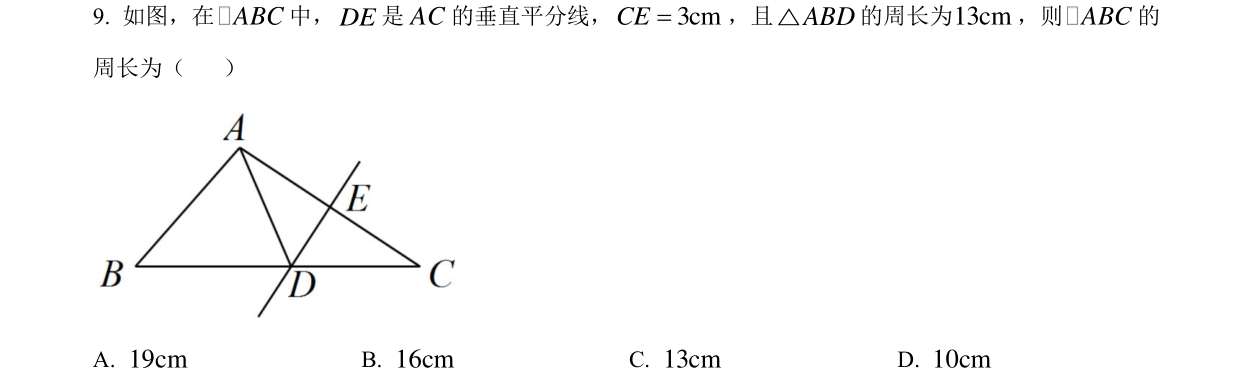 9. 如图，在□ABC 中， DE 是 AC 的垂直平分线， CE = 3cm ，且 △ABD 的周长为13cm ，则□ABC 的
周长为（ ）
A
E
B
D
C
A. 19cm B. 16cm C. 13cm D. 10cm